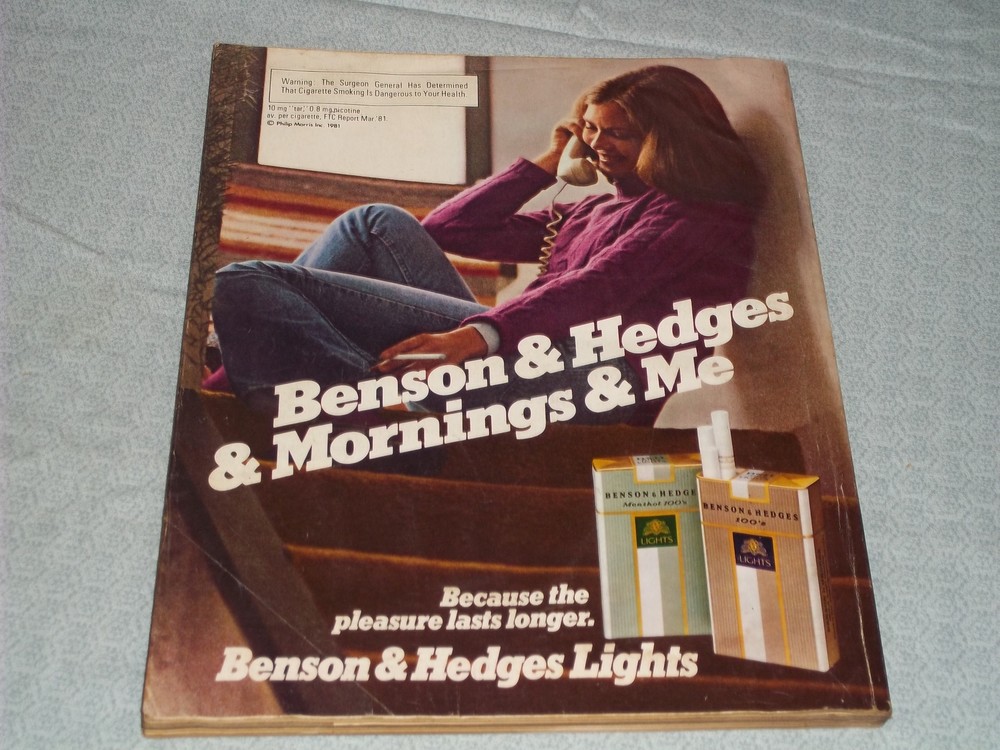 Warning: The Surgeon General Has Determined
That Cigarette Smoking Is Dangerous to Your Health.
10 mg "tar," 0.8 mg nicotine
av. per cigarette, FTC Report Mar.'81.
© Philip Morris Inc. 1981
Benson & Hedges
& Mornings & Me
BENSON & HEDGE
Menthol 100's
LIGHTS
BENSON & HEDGES
100's
LIGHTS
Because the
pleasure lasts longer.
Benson & Hedges Lights